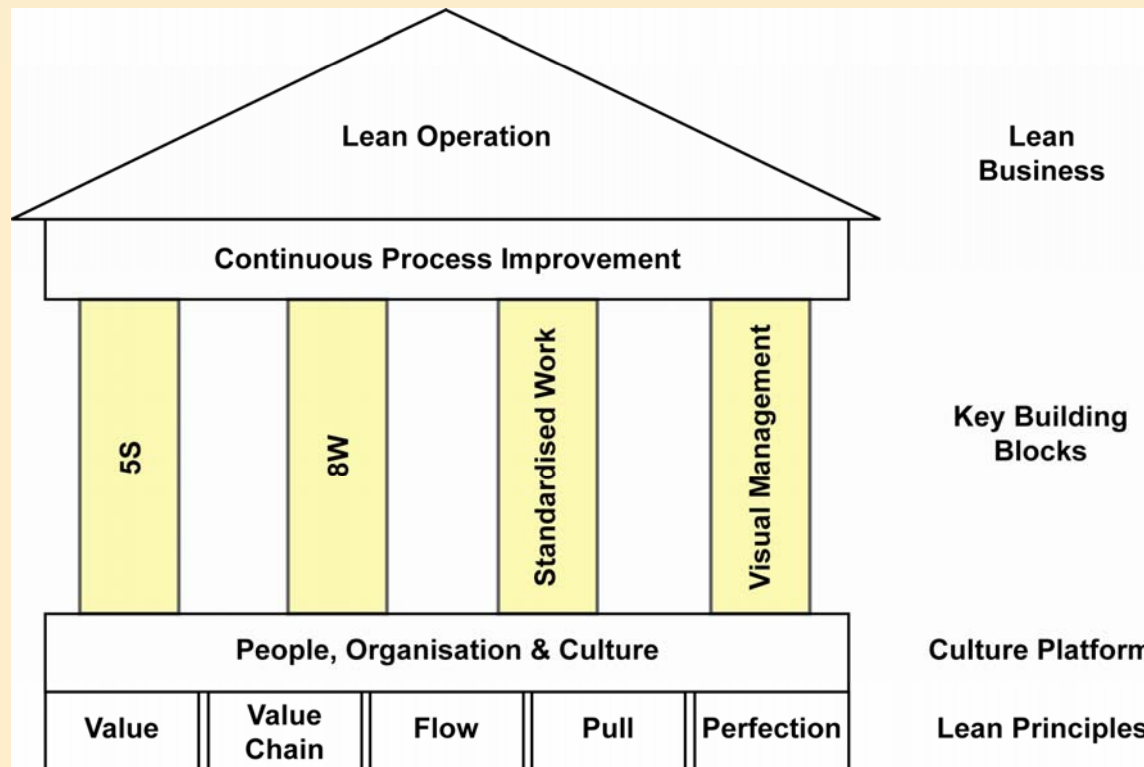 Lean Operation
Lean
Business
Continuous Process Improvement
5S
8W
Standardised Work
Visual Management
Key Building
Blocks
People, Organisation & Culture
Culture Platform
Value
Value
Chain
Flow
Pull
Perfection
Lean Principles